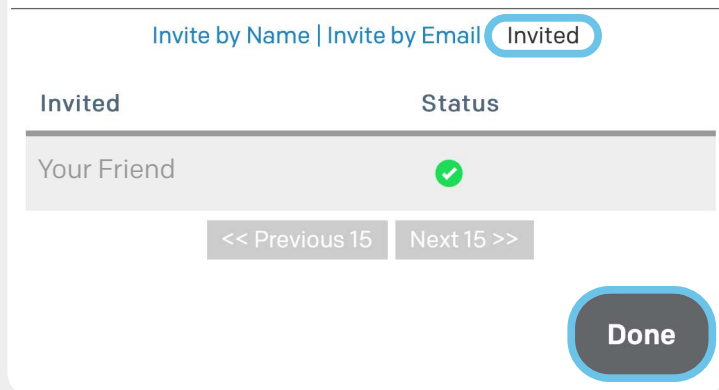 Invite by Name | Invite by Email Invited
Invited Status
Your Friend
<< Previous 15 Next 15 >>
Done